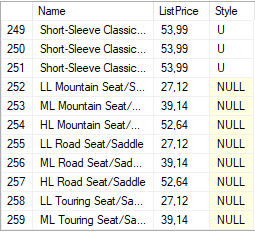 Name ListPrice Style
249 Short-Sleeve Classic... 53,99 U
250 Short-Sleeve Classic... 53,99 U
251 Short-Sleeve Classic... 53,99 U
252 LL Mountain Seat/S... 27,12 NULL
253 ML Mountain Seat/... 39,14 NULL
254 HL Mountain Seat/... 52,64 NULL
255 LL Road Seat/Saddle 27,12 NULL
256 ML Road Seat/Sad... 39,14 NULL
257 HL Road Seat/Saddle 52,64 NULL
258 LL Touring Seat/Sa... 27,12 NULL
259 ML Touring Seat/Sa... 39,14 NULL